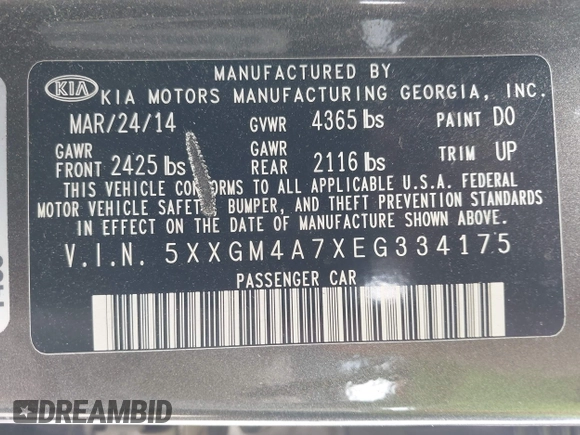 MANUFACTURED BY
KIA KIA MOTORS MANUFACTURING GEORGIA, INC.
MAR/24/14 GVWR 4365 lbs PAINT DO
GAWR FRONT 2425 lbs GAWR REAR 2116 lbs TRIM UP
THIS VEHICLE CONFORMS TO ALL APPLICABLE U.S.A. FEDERAL
MOTOR VEHICLE SAFETY, BUMPER, AND THEFT PREVENTION STANDARDS
IN EFFECT ON THE DATE OF MANUFACTURE SHOWN ABOVE.
V.I.N. 5XXGM4A7XEG334175
PASSENGER CAR
DREAMBID